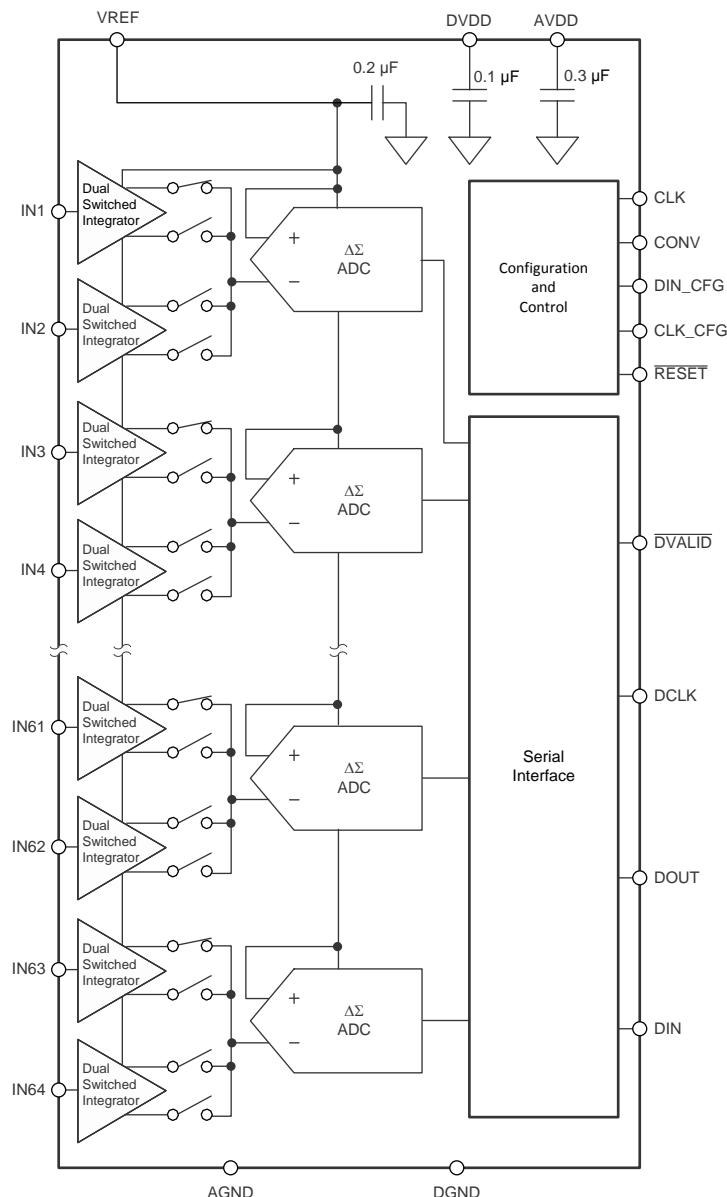 VREF
DVDD
AVDD
0.2 µF
0.1 µF
0.3 µF
IN1
Dual
Switched
Integrator
+
−
ΔΣ
ADC
IN2
Dual
Switched
Integrator
Configuration
and
Control
CLK
CONV
DIN_CFG
CLK_CFG
RESET
IN3
Dual
Switched
Integrator
+
−
ΔΣ
ADC
IN4
Dual
Switched
Integrator
IN61
Dual
Switched
Integrator
+
−
ΔΣ
ADC
IN62
Dual
Switched
Integrator
IN63
Dual
Switched
Integrator
+
−
ΔΣ
ADC
IN64
Dual
Switched
Integrator
Serial
Interface
DVALID
DCLK
DOUT
DIN
AGND
DGND